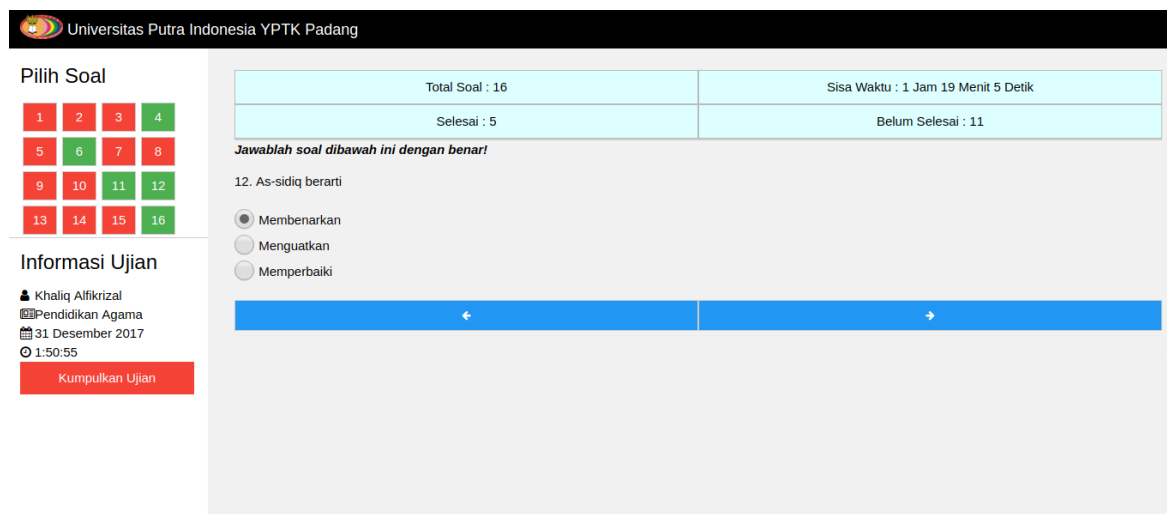 Universitas Putra Indonesia YPTK Padang
Pilih Soal
1 2 3 4
5 6 7 8
9 10 11 12
13 14 15 16
Informasi Ujian
Khaliq Alfikrizal
Pendidikan Agama
31 Desember 2017
1:50:55
Kumpulkan Ujian
Total Soal : 16
Sisa Waktu : 1 Jam 19 Menit 5 Detik
Selesai : 5
Belum Selesai : 11
Jawablah soal dibawah ini dengan benar!
12. As-sidiq berarti
Membenarkan
Menguatkan
Memperbaiki